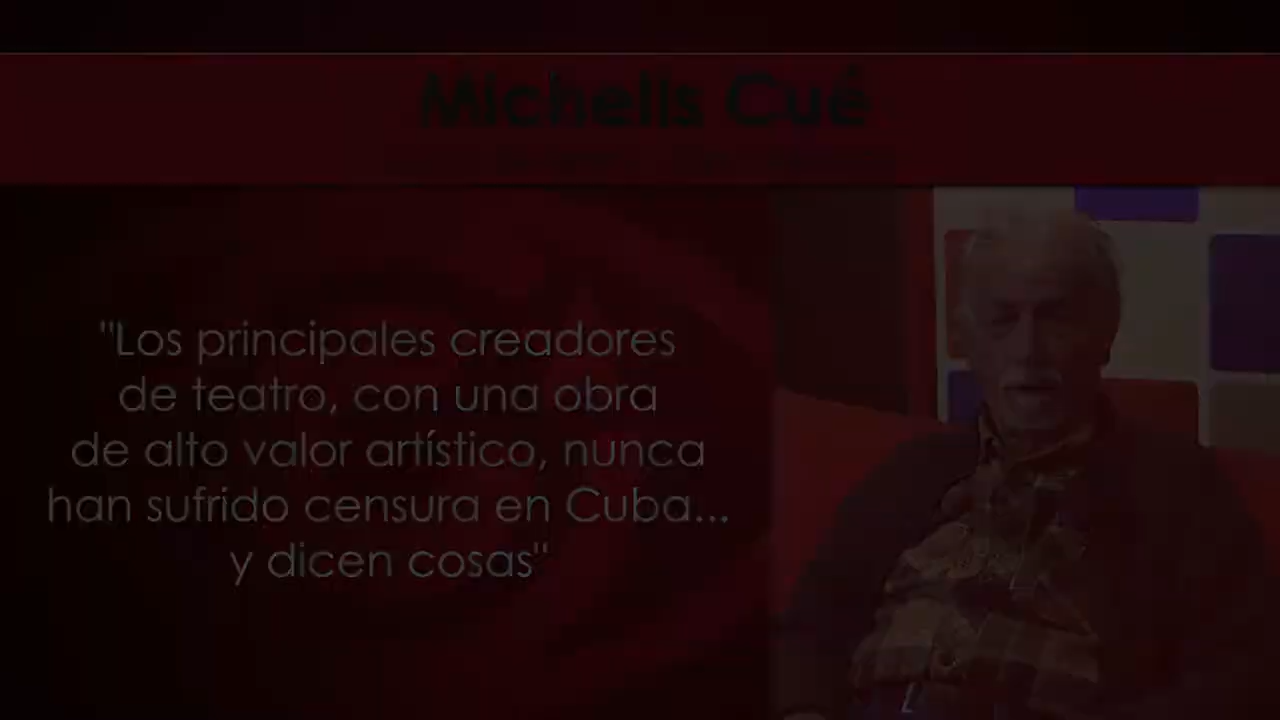 Michelis Cué
"Los principales creadores
de teatro, con una obra
de alto valor artístico, nunca
han sufrido censura en Cuba...
y dicen cosas"